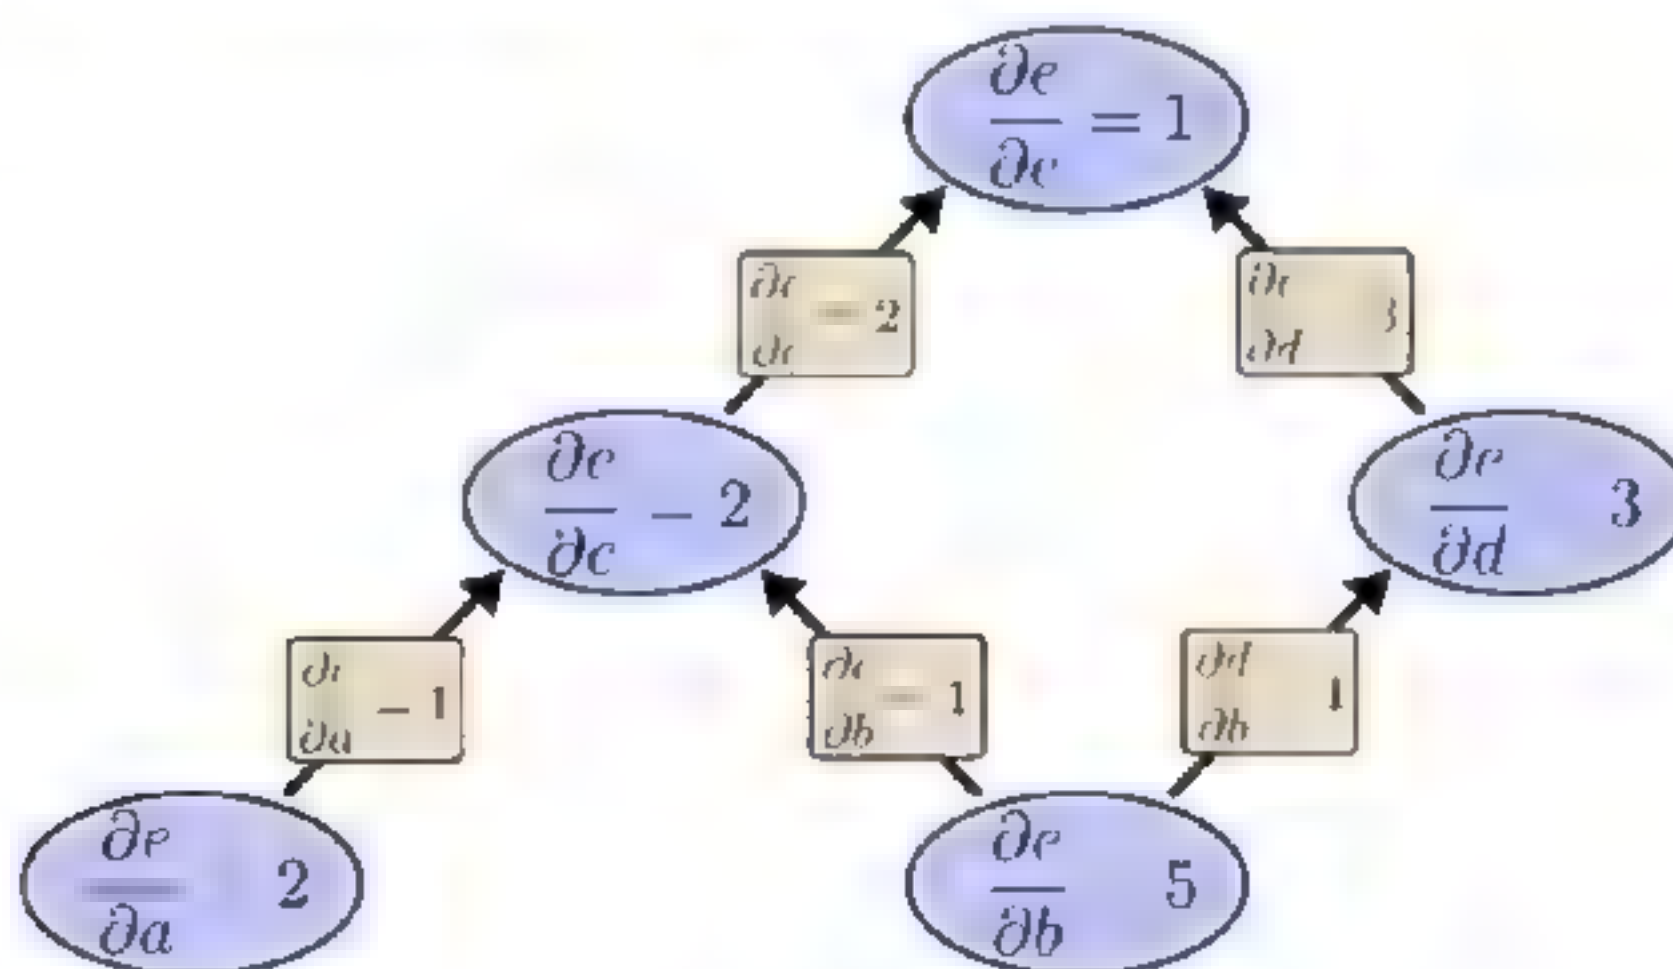 ∂e/∂e = 1
∂e/∂c = 2
∂e/∂d = 3
∂e/∂c = 2
∂e/∂d = 3
∂c/∂a = 1
∂c/∂b = 1
∂d/∂b = 1
∂e/∂a = 2
∂e/∂b = 5